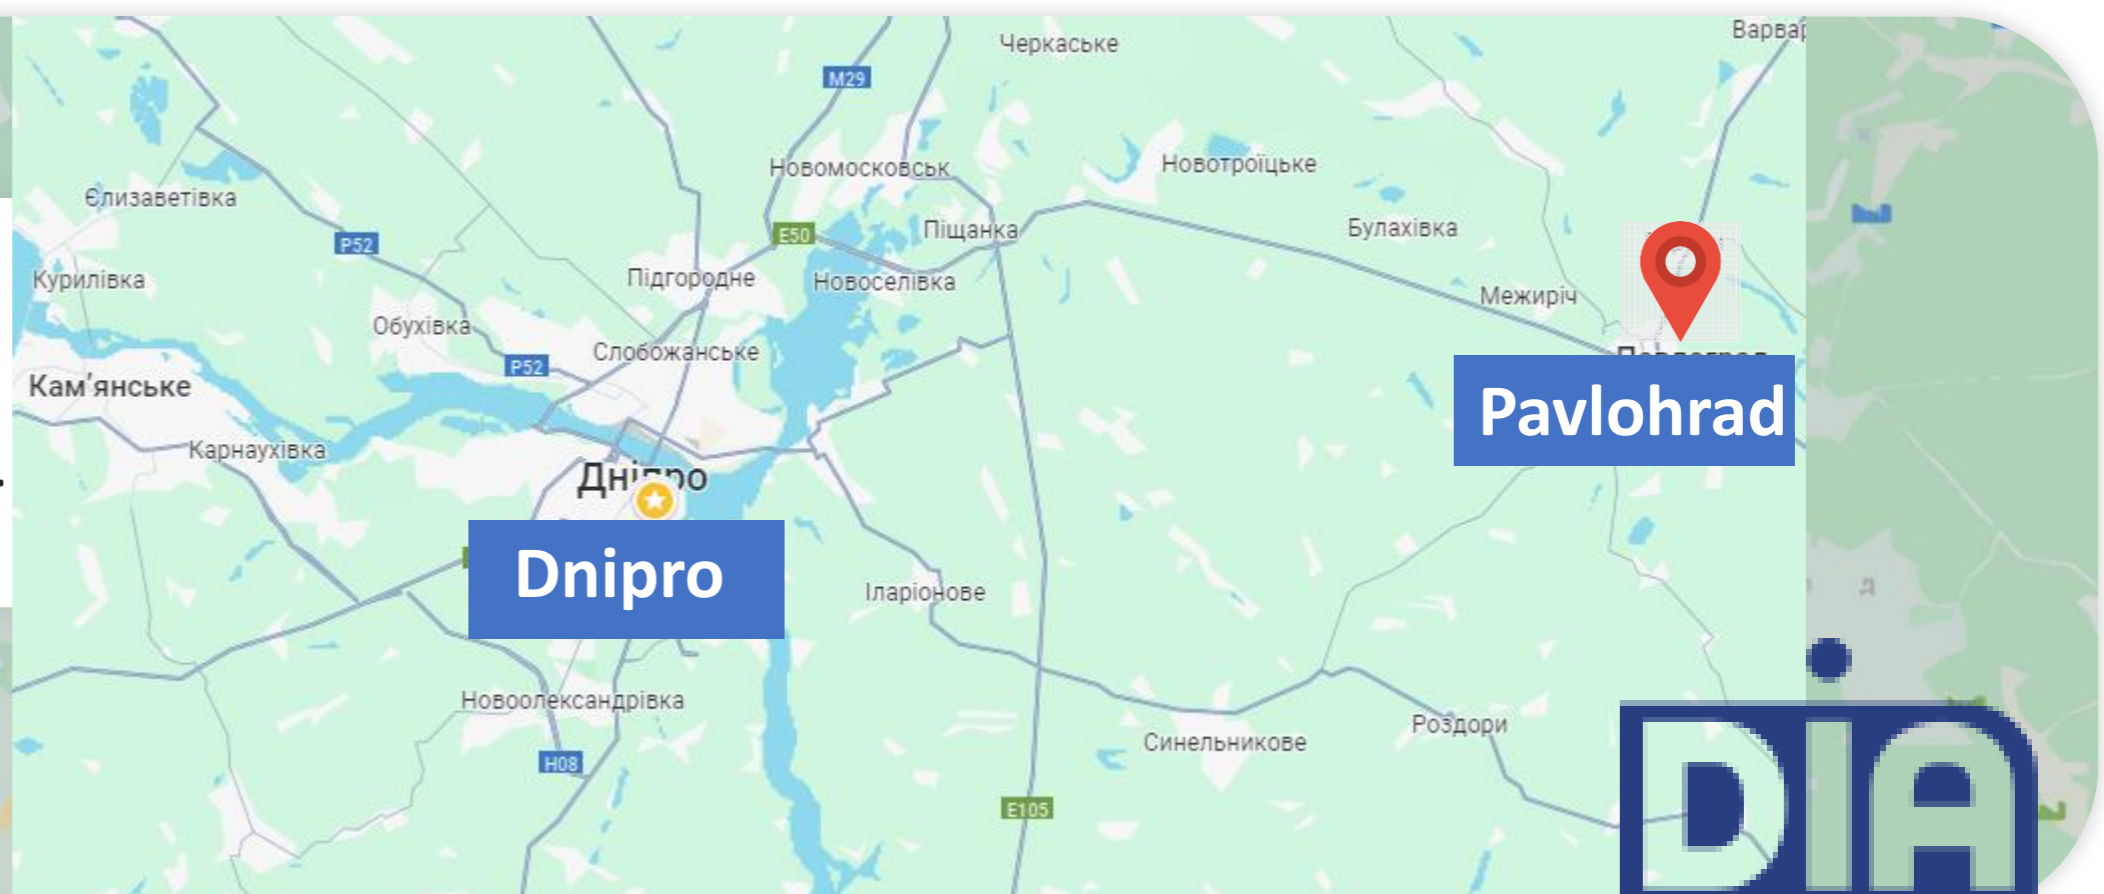 Черкаське
Варвар
M29
Новомосковськ
Новотроїцьке
Єлизаветівка
Булахівка
Піщанка
E50
P52
Курилівка
Підгородне
Новоселівка
Межиріч
Обухівка
Слобожанське
P52
Кам'янське
Pavlohrad
Карнаухівка
Дніпро
Dnipro
Іларіонове
д
Новоолександрівка
Роздори
Синельникове
H08
E105
DiA